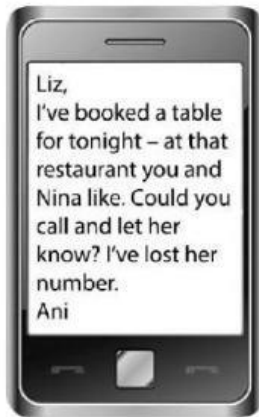 Liz,
I've booked a table
for tonight – at that
restaurant you and
Nina like. Could you
call and let her
know? I've lost her
number.
Ani